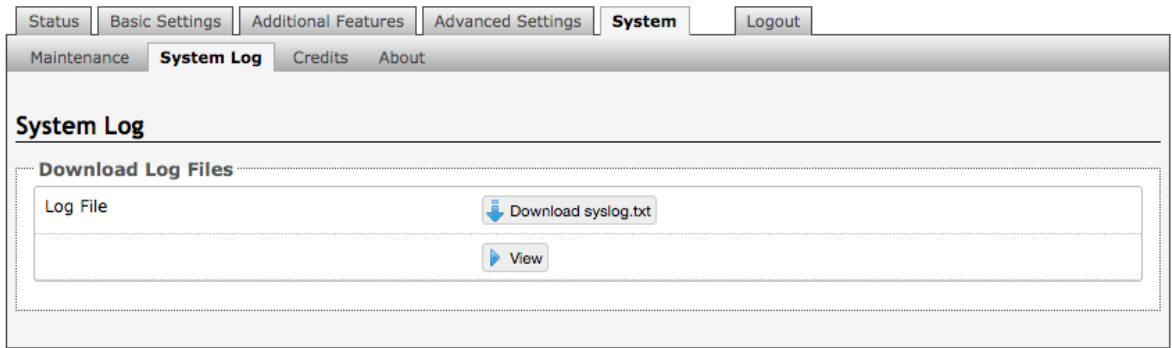 Status Basic Settings Additional Features Advanced Settings System Logout
Maintenance System Log Credits About
System Log
Download Log Files
Log File Download syslog.txt
View